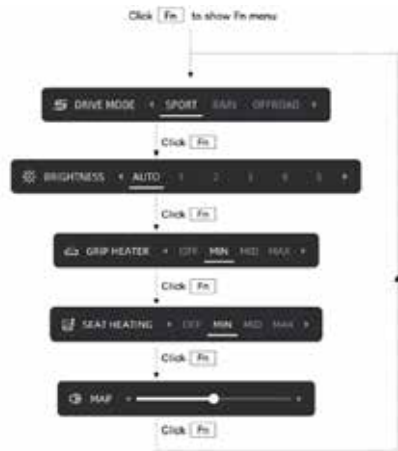 Click Fn to show Fn menu
DRIVE MODE SPORT RAIN OFFROAD
Click Fn
BRIGHTNESS AUTO 1 2 3 4 5
Click Fn
GRIP HEATER OFF MIN MID MAX
Click Fn
SEAT HEATING OFF MIN MID MAX
Click Fn
MAP
Click Fn